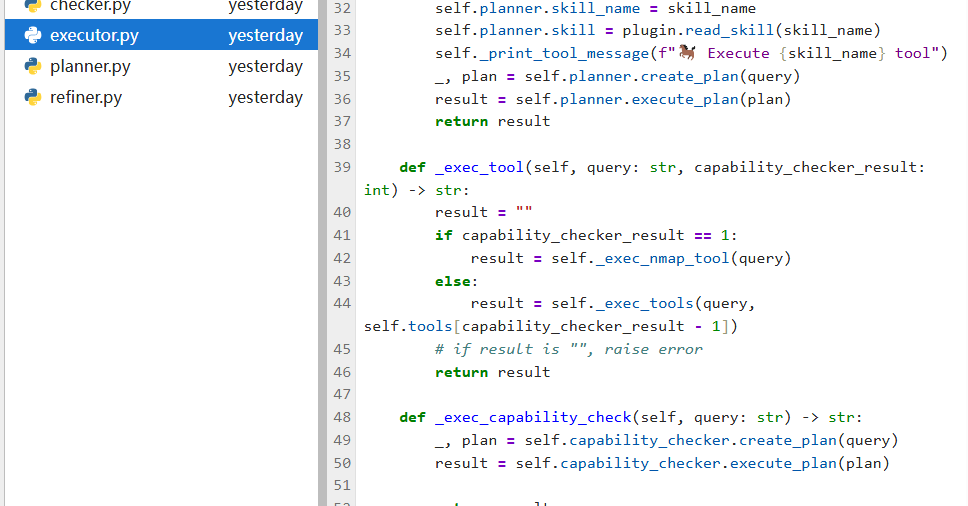 checker.py yesterday
executor.py yesterday
planner.py yesterday
refiner.py yesterday
32 self.planner.skill_name = skill_name
33 self.planner.skill = plugin.read_skill(skill_name)
34 self._print_tool_message(f"🐎 Execute {skill_name} tool")
35 _, plan = self.planner.create_plan(query)
36 result = self.planner.execute_plan(plan)
37 return result
38
39 def _exec_tool(self, query: str, capability_checker_result:
int) -> str:
40 result = ""
41 if capability_checker_result == 1:
42 result = self._exec_nmap_tool(query)
43 else:
44 result = self._exec_tools(query,
self.tools[capability_checker_result - 1])
45 # if result is "", raise error
46 return result
47
48 def _exec_capability_check(self, query: str) -> str:
49 _, plan = self.capability_checker.create_plan(query)
50 result = self.capability_checker.execute_plan(plan)
51